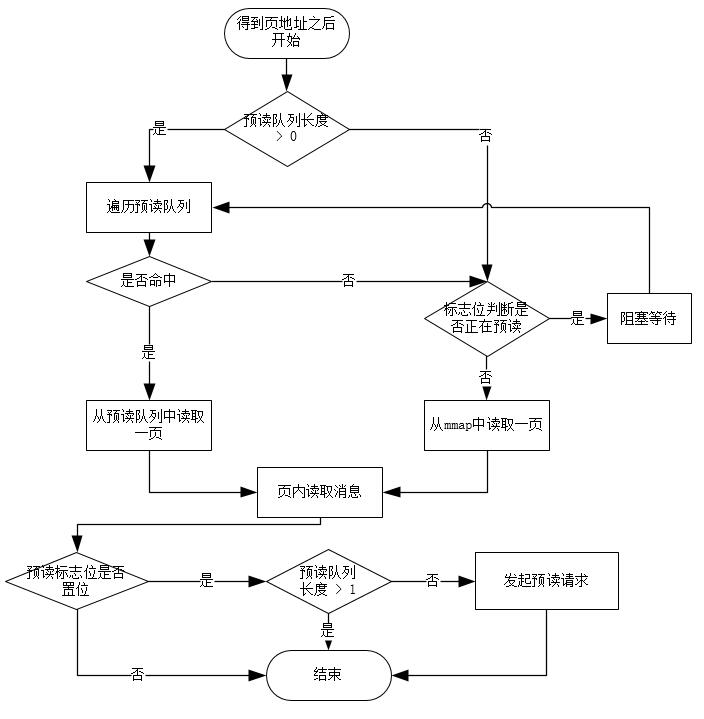 得到页地址之后
开始
预读队列长度
> 0
是
否
遍历预读队列
是否命中
否
标志位判断是
否正在预读
是
阻塞等待
是
否
从预读队列中读取
一页
从mmap中读取一页
页内读取消息
预读标志位是否
置位
是
预读队列
长度 > 1
否
发起预读请求
是
否
结束